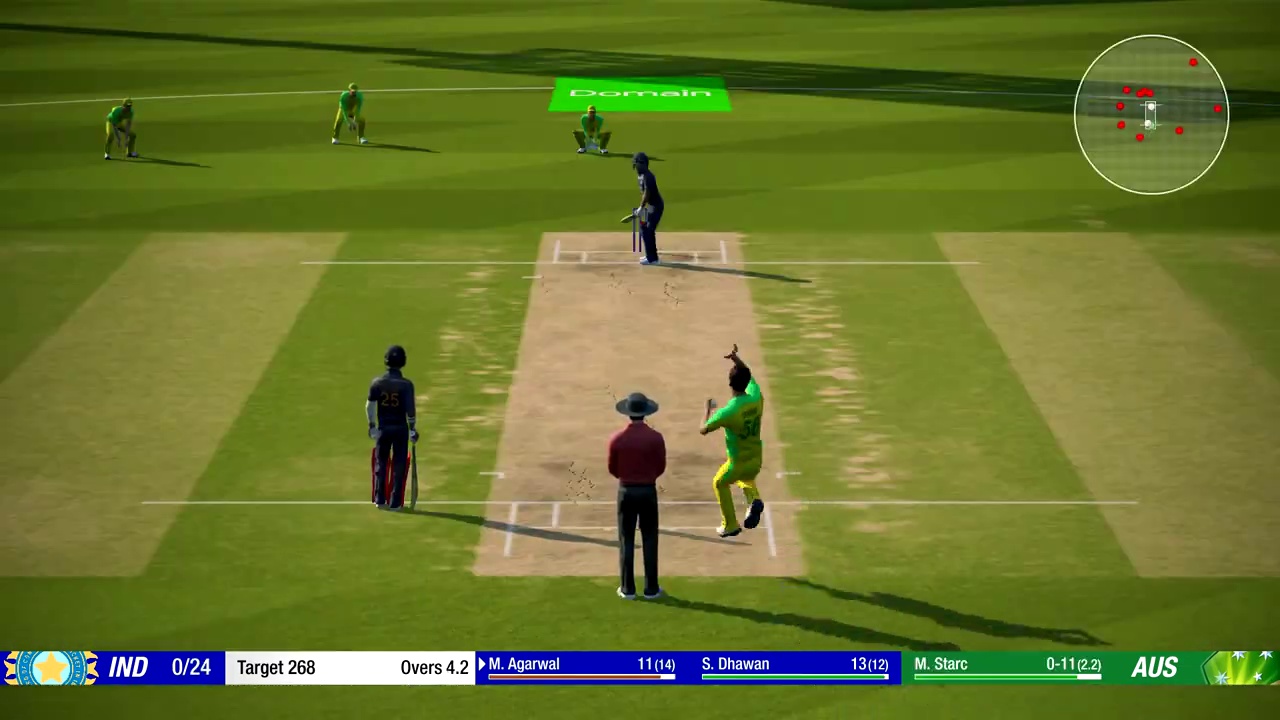 Domain
25
IND 0/24 Target 268 Overs 4.2 M. Agarwal 11(14) S. Dhawan 13(12) M. Starc 0-11(2.2) AUS